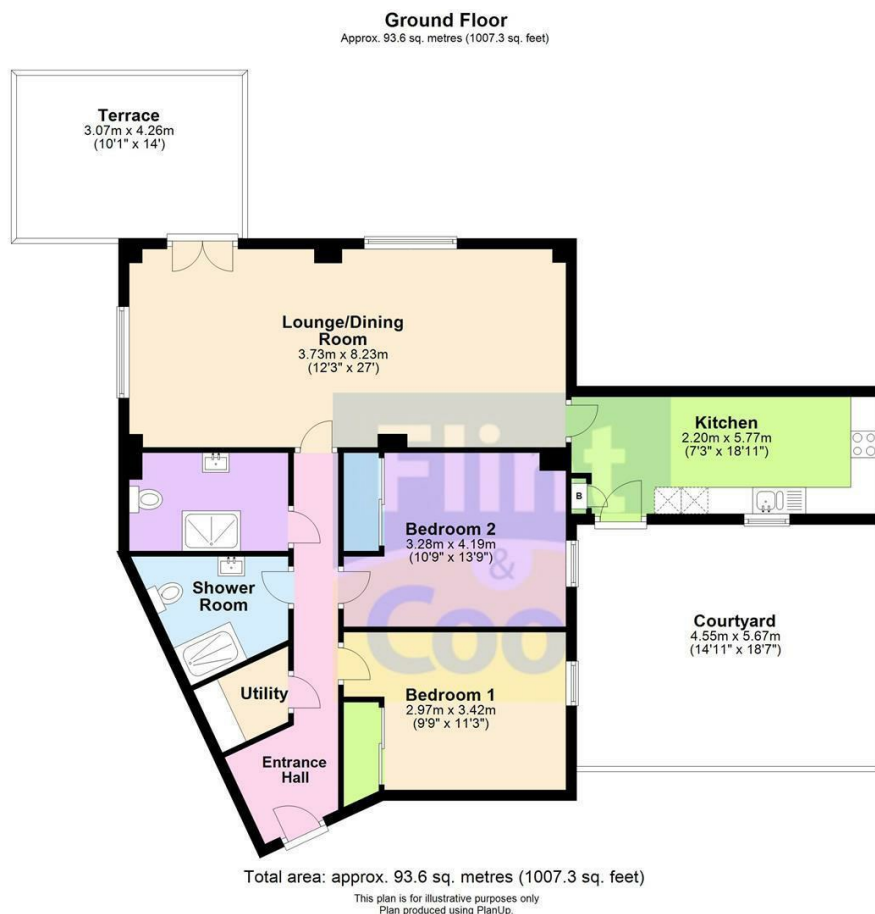 Ground Floor
Approx. 93.6 sq. metres (1007.3 sq. feet)
Terrace
3.07m x 4.26m
(10'1" x 14')
Lounge/Dining
Room
3.73m x 8.23m
(12'3" x 27')
Kitchen
2.20m x 5.77m
(7'3" x 18'11")
B
Flint
&
Coo
Bedroom 2
3.28m x 4.19m
(10'9" x 13'9")
Shower
Room
Courtyard
4.55m x 5.67m
(14'11" x 18'7")
Utility
Bedroom 1
2.97m x 3.42m
(9'9" x 11'3")
Entrance
Hall
Total area: approx. 93.6 sq. metres (1007.3 sq. feet)
This plan is for illustrative purposes only
Plan produced using PlanUp.